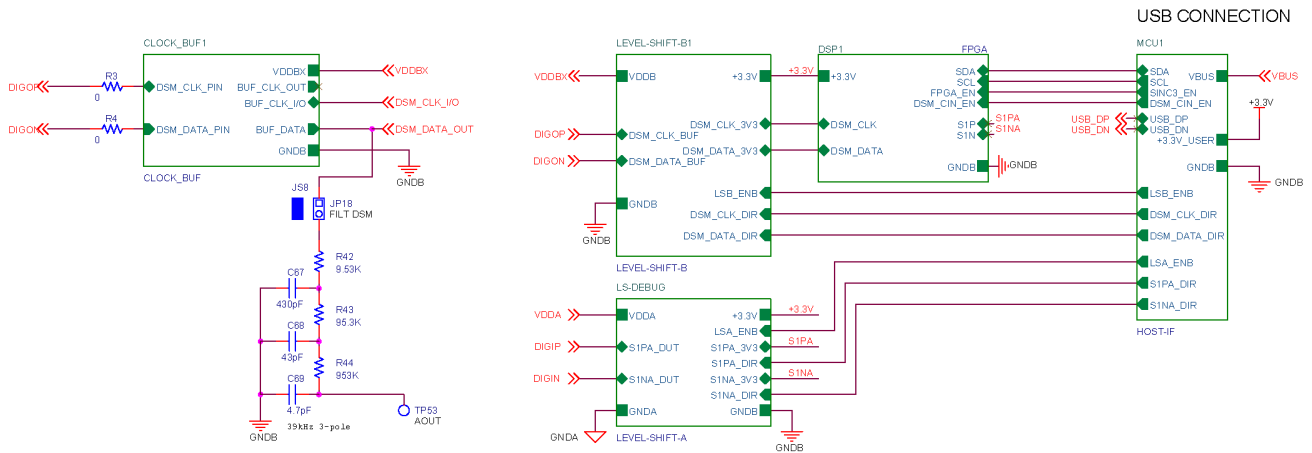 USB CONNECTION
CLOCK_BUF1
R3
0
R4
0
DIGOP
DIGON
DSM_CLK_PIN
DSM_DATA_PIN
VDDBX
BUF_CLK_OUT
BUF_CLK_I/O
BUF_DATA
GNDB
CLOCK_BUF
VDDBX
DSM_CLK_I/O
DSM_DATA_OUT
GNDB
JS8
JP18
FILT DSM
R42
9.53K
C67
430pF
R43
95.3K
C68
43pF
R44
953K
C69
4.7pF
39kHz 3-pole
GNDB
TP53
AOUT
LEVEL-SHIFT-B1
VDDBX
VDDB
+3.3V
+3.3V
DIGOP
DSM_CLK_BUF
DSM_CLK_3V3
DIGON
DSM_DATA_BUF
DSM_DATA_3V3
LSB_ENB
GNDB
DSM_CLK_DIR
DSM_DATA_DIR
GNDB
LEVEL-SHIFT-B
DSP1
FPGA
+3.3V
SDA
SCL
FPGA_EN
DSM_CIN_EN
DSM_CLK
S1P
S1PA
S1N
S1NA
DSM_DATA
GNDB
GNDB
MCU1
SDA
SCL
SINC3_EN
DSM_CIN_EN
VBUS
VBUS
+3.3V
USB_DP
USB_DP
USB_DN
USB_DN
+3.3V_USER
GNDB
GNDB
LSB_ENB
DSM_CLK_DIR
DSM_DATA_DIR
LSA_ENB
S1PA_DIR
S1NA_DIR
HOST-IF
LS-DEBUG
VDDA
VDDA
+3.3V
+3.3V
LSA_ENB
DIGIP
S1PA_DUT
S1PA_3V3
S1PA
S1PA_DIR
DIGIN
S1NA_DUT
S1NA_3V3
S1NA
S1NA_DIR
GNDA
GNDB
GNDA
GNDB
LEVEL-SHIFT-A